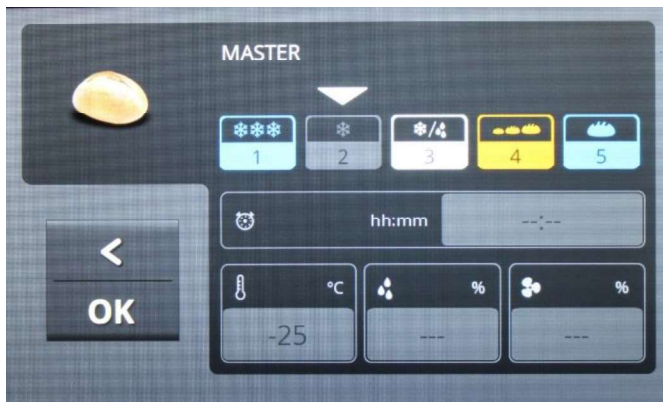 MASTER
1 2 3 4 5
hh:mm --:--
°C % %
-25 --- ---
<
OK